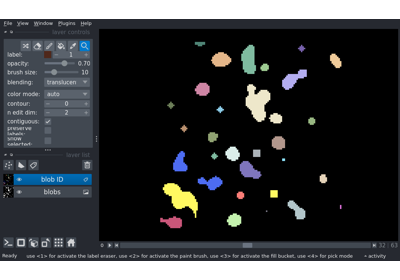 File View Window Plugins Help
layer controls
label: 1
opacity: 0.70
brush size: 10
blending: translucen
color mode: auto
contour: 0
n edit dim: 2
contiguous:
preserve
labels:
show
selected:
layer list
blob ID
blobs
32 63
Ready use <1> for activate the label eraser, use <2> for activate the paint brush, use <3> for activate the fill bucket, use <4> for pick mode activity